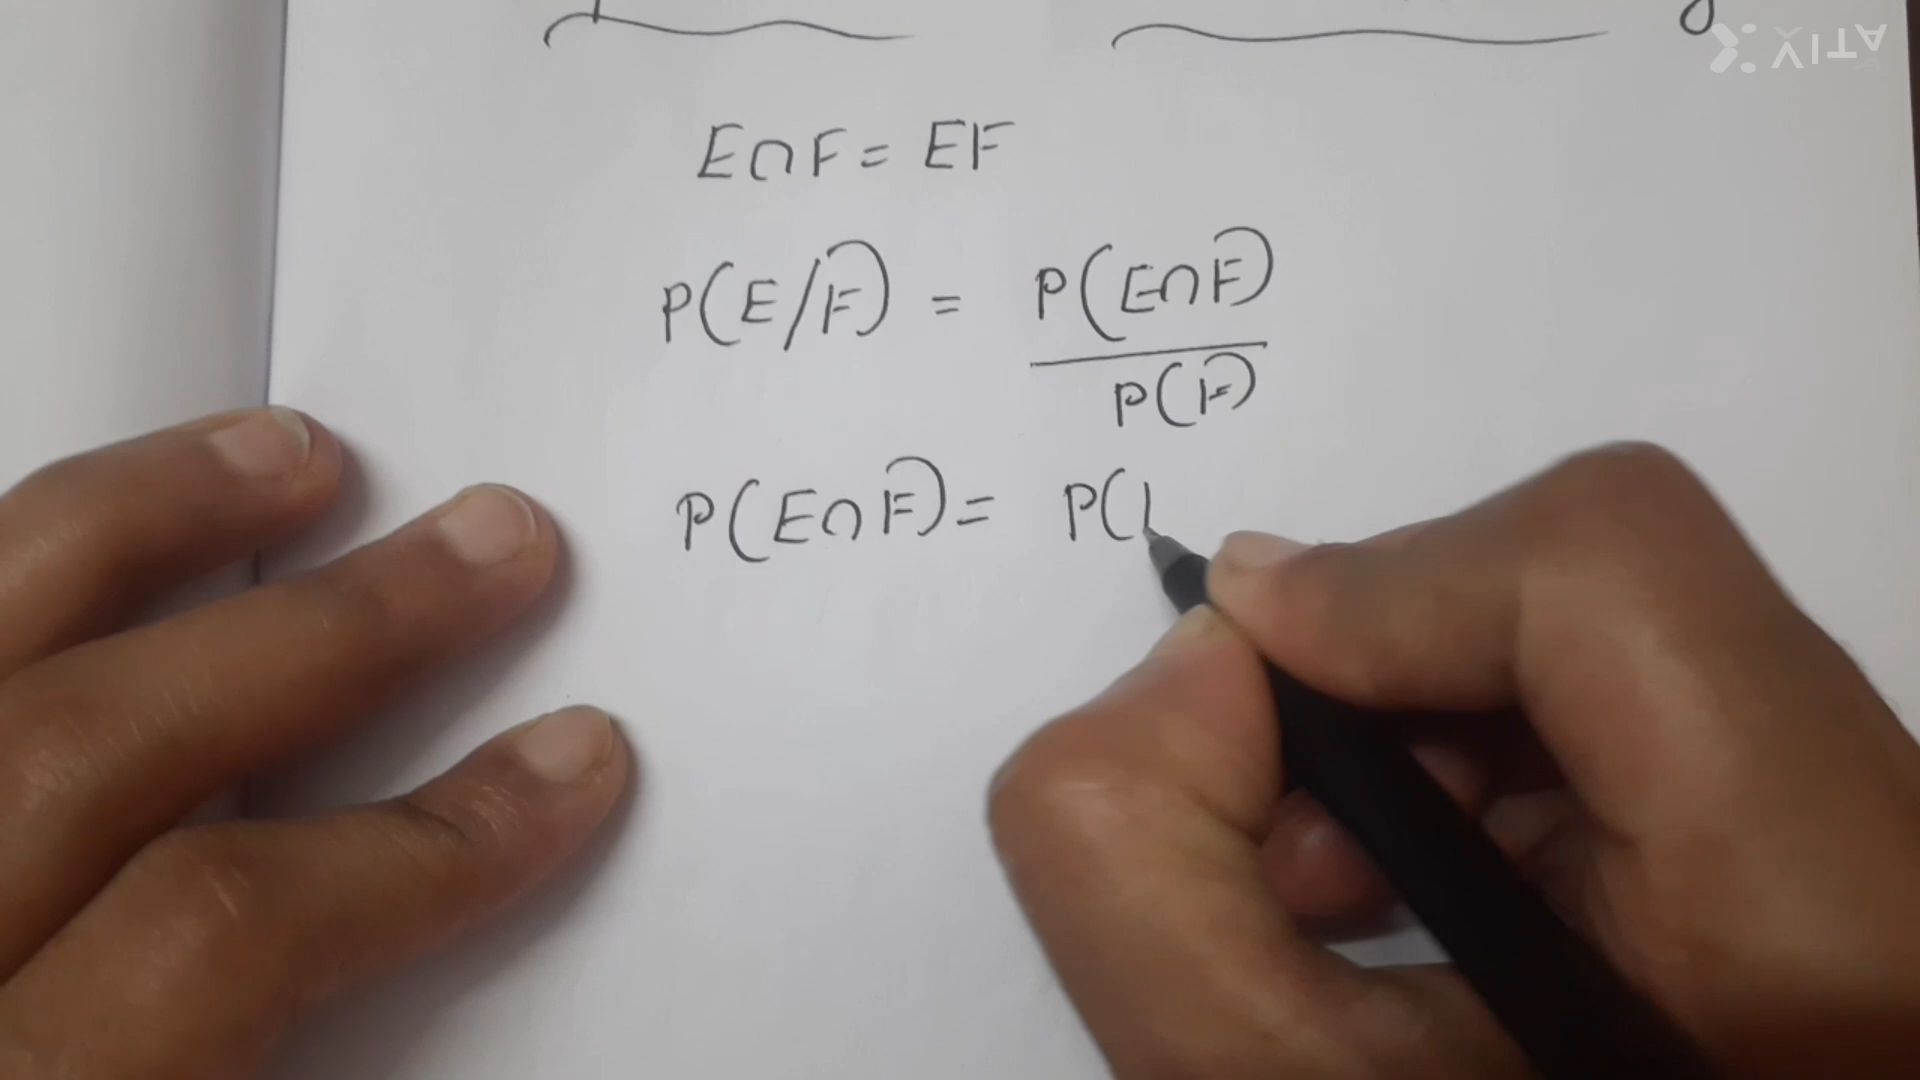 E∩F = EF
P(E/F) = P(E∩F)
P(F)
P(E∩F) = P(